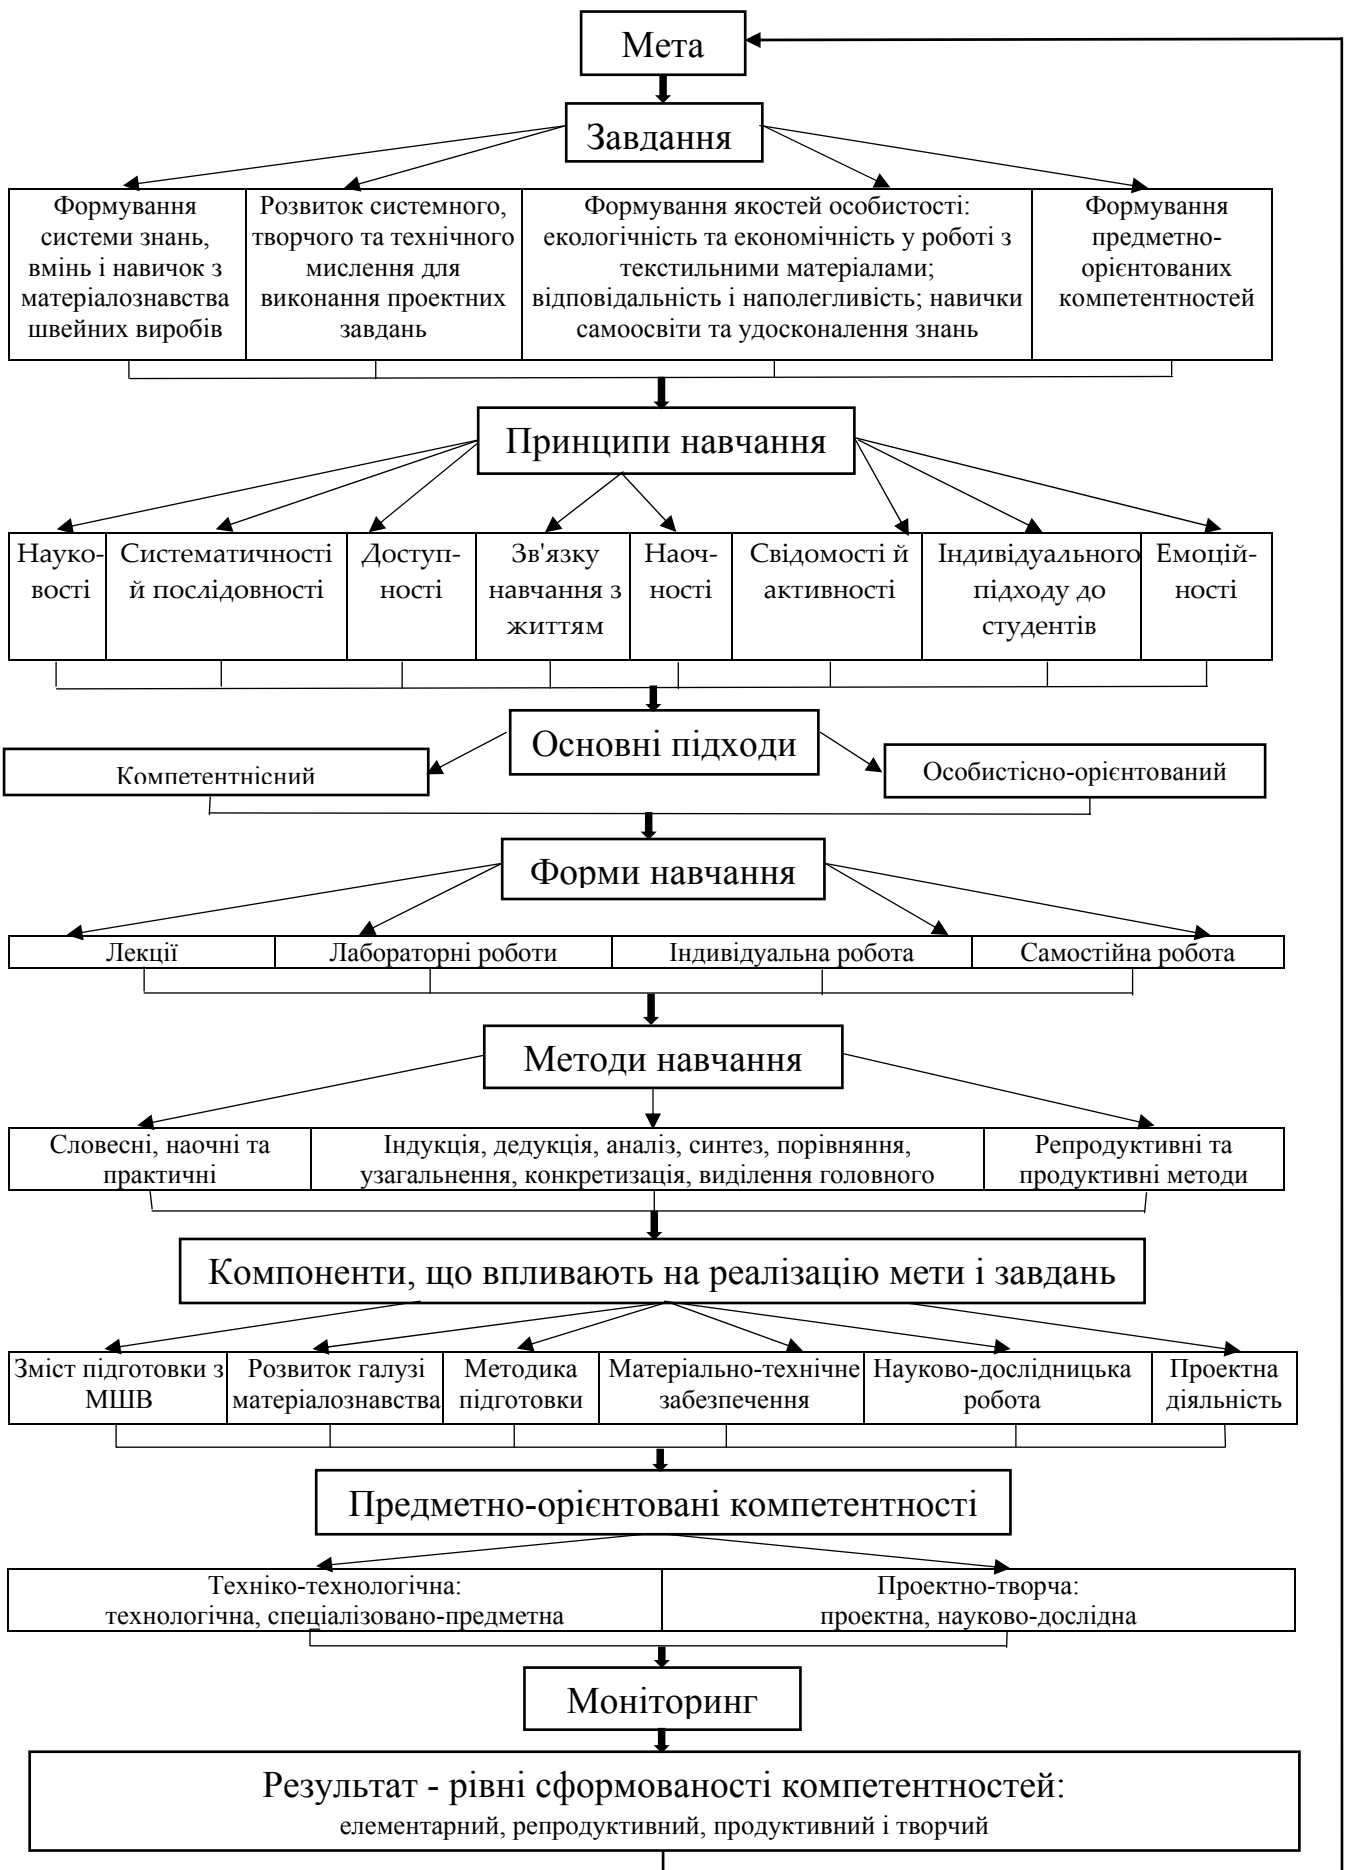 Мета
Завдання
Формування
системи знань,
вмінь і навичок з
матеріалознавства
швейних виробів
Розвиток системного,
творчого та технічного
мислення для
виконання проектних
завдань
Формування якостей особистості:
екологічність та економічність у роботі з
текстильними матеріалами;
відповідальність і наполегливість; навички
самоосвіти та удосконалення знань
Формування
предметно-
орієнтованих
компетентностей
Принципи навчання
Науко-
вості
Систематичності
й послідовності
Доступ-
ності
Зв'язку
навчання з
життям
Наоч-
ності
Свідомості й
активності
Індивідуального
підходу до
студентів
Емоцій-
ності
Основні підходи
Компетентнісний
Особистісно-орієнтований
Форми навчання
Лекції
Лабораторні роботи
Індивідуальна робота
Самостійна робота
Методи навчання
Словесні, наочні та
практичні
Індукція, дедукція, аналіз, синтез, порівняння,
узагальнення, конкретизація, виділення головного
Репродуктивні та
продуктивні методи
Компоненти, що впливають на реалізацію мети і завдань
Зміст підготовки з
МШВ
Розвиток галузі
матеріалознавства
Методика
підготовки
Матеріально-технічне
забезпечення
Науково-дослідницька
робота
Проектна
діяльність
Предметно-орієнтовані компетентності
Техніко-технологічна:
технологічна, спеціалізовано-предметна
Проектно-творча:
проектна, науково-дослідна
Моніторинг
Результат - рівні сформованості компетентностей:
елементарний, репродуктивний, продуктивний і творчий